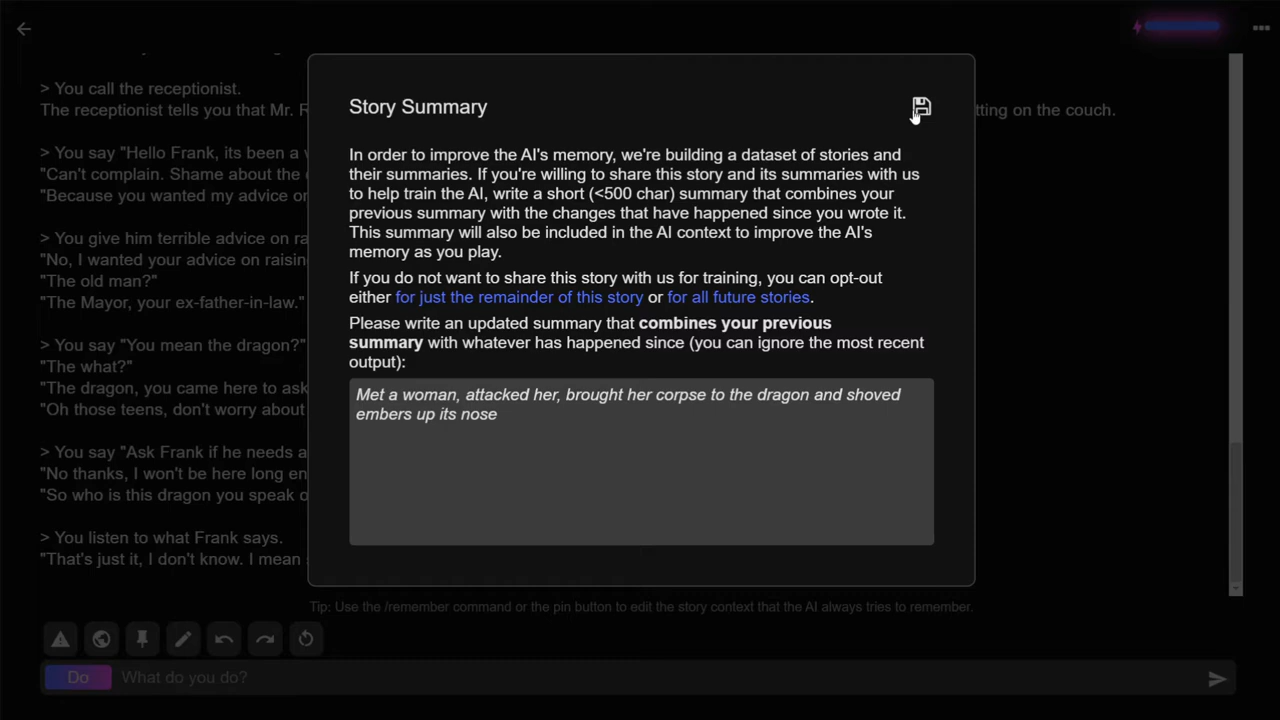 > You call the receptionist.
The receptionist tells you that Mr.
tting on the couch.
> You say "Hello Frank, its been a
"Can't complain. Shame about the
"Because you wanted my advice
> You give him terrible advice on
"No, I wanted your advice on
"The old man?"
"The Mayor, your ex-father-in-law."
> You say "You mean the dragon?"
"The what?"
"The dragon, you came here to ask
"Oh those teens, don't worry about
> You say "Ask Frank if he needs a
"No thanks, I won't be here long
"So who is this dragon you speak
> You listen to what Frank says.
"That's just it, I don't know. I mean
Story Summary
In order to improve the AI's memory, we're building a dataset of stories and
their summaries. If you're willing to share this story and its summaries with us
to help train the AI, write a short (<500 char) summary that combines your
previous summary with the changes that have happened since you wrote it.
This summary will also be included in the AI context to improve the AI's
memory as you play.
If you do not want to share this story with us for training, you can opt-out
either for just the remainder of this story or for all future stories.
Please write an updated summary that combines your previous
summary with whatever has happened since (you can ignore the most recent
output):
Met a woman, attacked her, brought her corpse to the dragon and shoved
embers up its nose
Tip: Use the /remember command or the pin button to edit the story context that the AI always tries to remember.
Do What do you do?